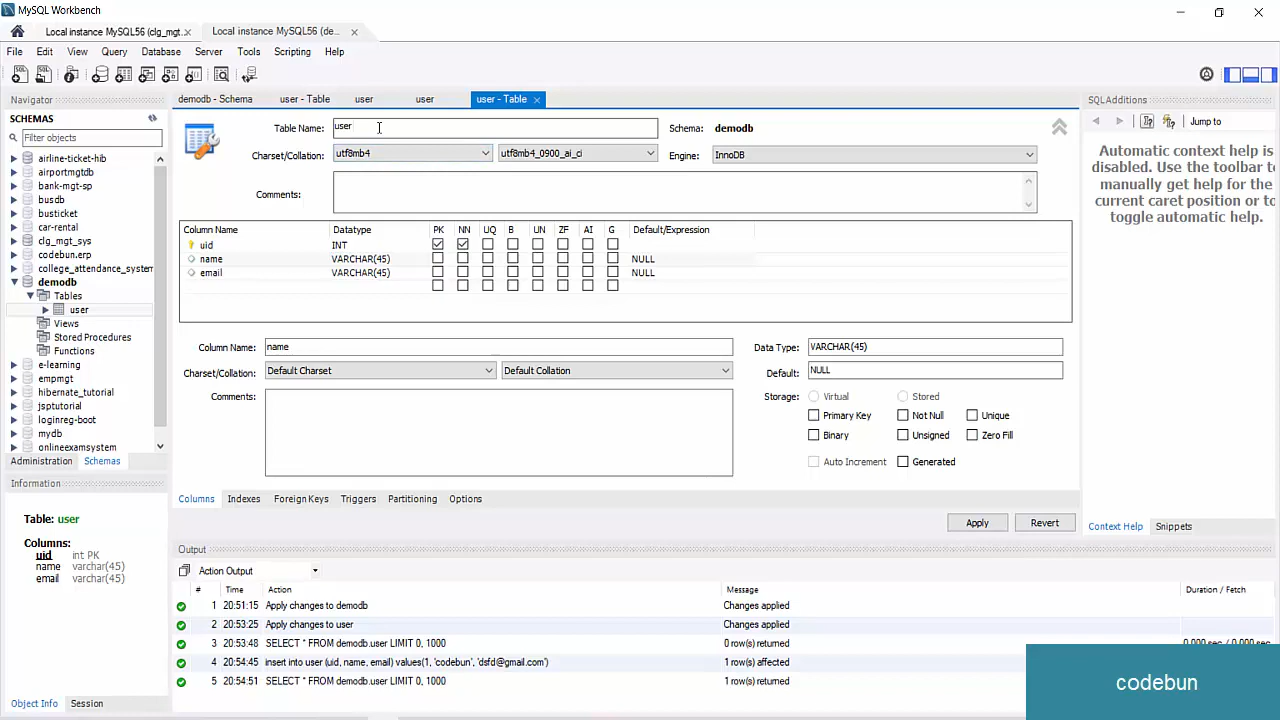 MySQL Workbench
Local instance MySQL56 (clg_mgt. × Local instance MySQL56 (de... ×
File Edit View Query Database Server Tools Scripting Help
Navigator
SCHEMAS
Filter objects
airline-ticket-hib
airportmgtdb
bank-mgt-sp
busdb
busticket
car-rental
clg_mgt_sys
codebun.erp
college_attendance_system
demodb
Tables
user
Views
Stored Procedures
Functions
e-learning
empmgt
hibernate_tutorial
jsptutorial
loginreg-boot
mydb
onlineexamsystem
Administration Schemas
Information
Table: user
Columns:
uid int PK
name varchar(45)
email varchar(45)
Object Info Session
demodb - Schema user - Table user user user - Table ×
Table Name: user Schema: demodb
Charset/Collation: utf8mb4 utf8mb4_0900_ai_ci Engine: InnoDB
Comments:
Column Name Datatype PK NN UQ B UN ZF AI G Default/Expression
uid INT
name VARCHAR(45) NULL
email VARCHAR(45) NULL
Column Name: name Data Type: VARCHAR(45)
Charset/Collation: Default Charset Default Collation Default: NULL
Comments: Storage: Virtual Stored
Primary Key Not Null Unique
Binary Unsigned Zero Fill
Auto Increment Generated
Columns Indexes Foreign Keys Triggers Partitioning Options
Apply Revert
Output
Action Output
# Time Action Message Duration / Fetch
1 20:51:15 Apply changes to demodb Changes applied
2 20:53:25 Apply changes to user Changes applied
3 20:53:48 SELECT * FROM demodb.user LIMIT 0, 1000 0 row(s) returned 0.000 sec / 0.000 sec
4 20:54:45 insert into user (uid, name, email) values(1, 'codebun', 'dsfd@gmail.com') 1 row(s) affected
5 20:54:51 SELECT * FROM demodb.user LIMIT 0, 1000 1 row(s) returned
SQLAdditions
Jump to
Automatic context help is
disabled. Use the toolbar to
manually get help for the
current caret position or to
toggle automatic help.
Context Help Snippets
codebun